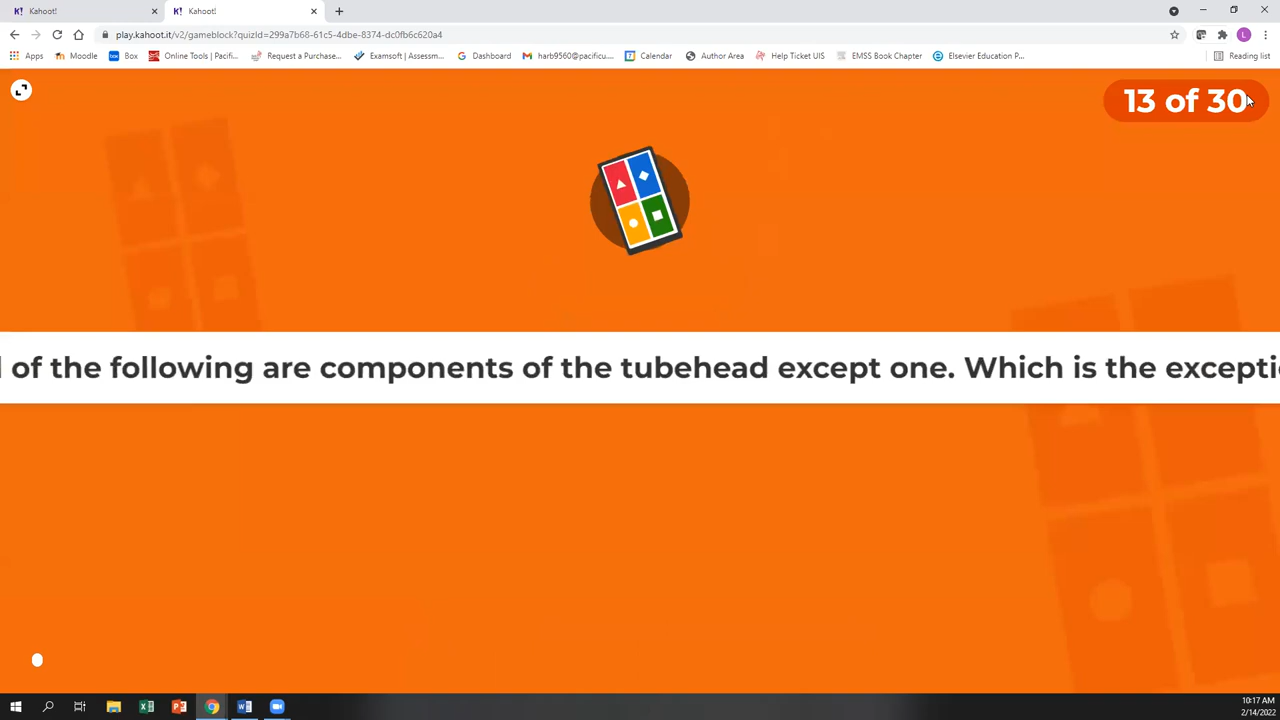 Kahoot!
Kahoot!
play.kahoot.it/v2/gameblock?quizId=299a7b68-61c5-4dbe-8374-dc0fb6c620a4
Apps Moodle Box Online Tools | Pacifi... Request a Purchase... Examsoft | Assessm... Dashboard harb9560@pacificu.... Calendar Author Area Help Ticket UIS EMSS Book Chapter Elsevier Education P... Reading list
13 of 30
l of the following are components of the tubehead except one. Which is the excepti
10:17 AM
2/14/2022